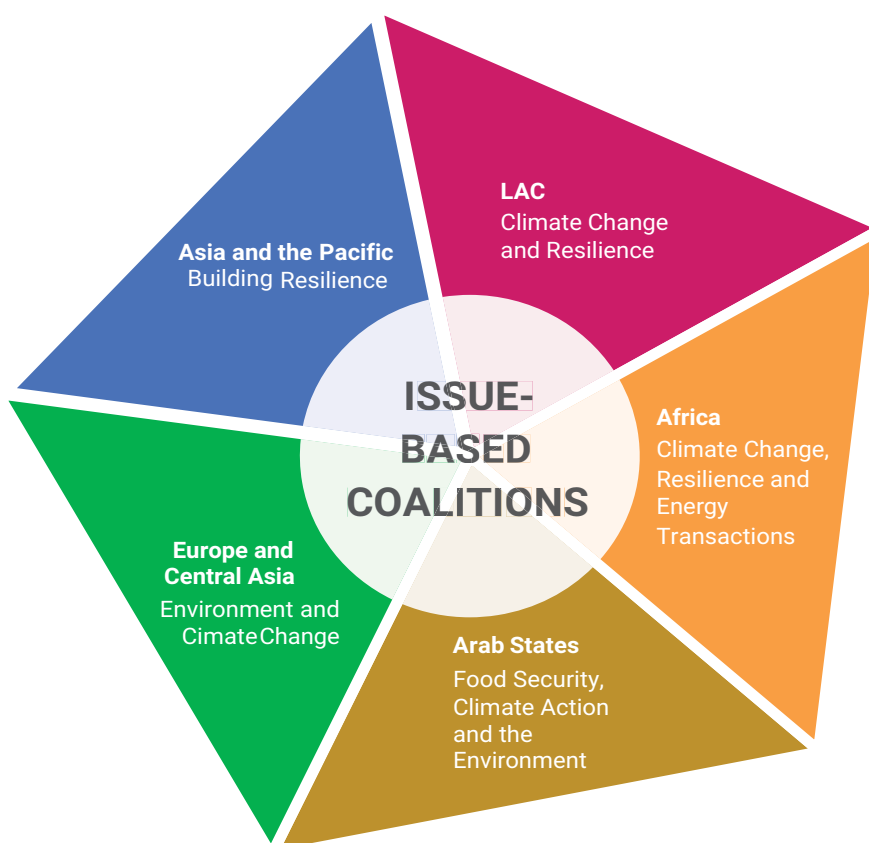 LAC
Climate Change
and Resilience
Asia and the Pacific
Building Resilience
ISSUE-
BASED
COALITIONS
Africa
Climate Change,
Resilience and
Energy
Transactions
Europe and
Central Asia
Environment and
CimateChange
Arab States
Food Security,
Climate Action
and the
Environment